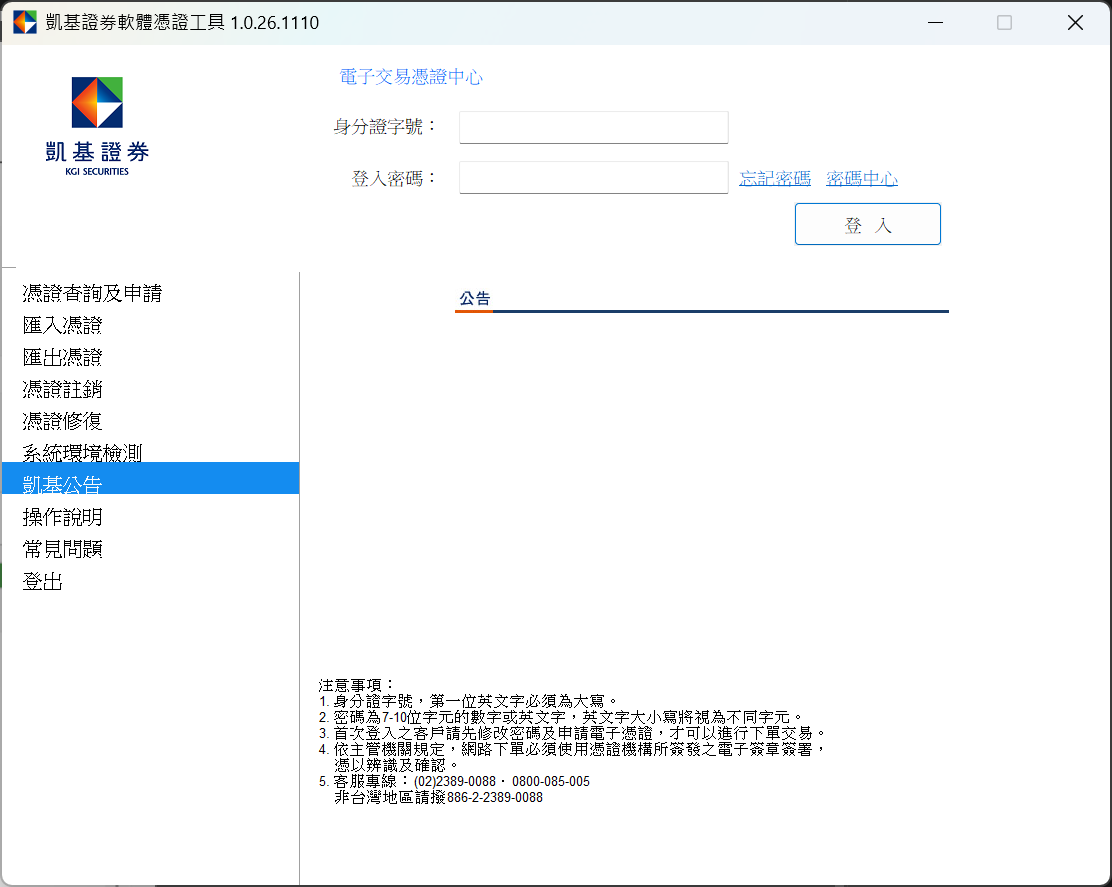 凱基證券軟體憑證工具 1.0.26.1110
凱基證券
KGI SECURITIES
電子交易憑證中心
身分證字號：
登入密碼：
忘記密碼 密碼中心
登 入
憑證查詢及申請
匯入憑證
匯出憑證
憑證註銷
憑證修復
系統環境檢測
凱基公告
操作說明
常見問題
登出
公告
注意事項：
1. 身分證字號，第一位英文字必須為大寫。
2. 密碼為7-10位字元的數字或英文字，英文字大小寫將視為不同字元。
3. 首次登入之客戶請先修改密碼及申請電子憑證，才可以進行下單交易。
4. 依主管機關規定，網路下單必須使用憑證機構所簽發之電子簽章簽署，
憑以辨識及確認。
5. 客服專線：(02)2389-0088．0800-085-005
非台灣地區請撥886-2-2389-0088